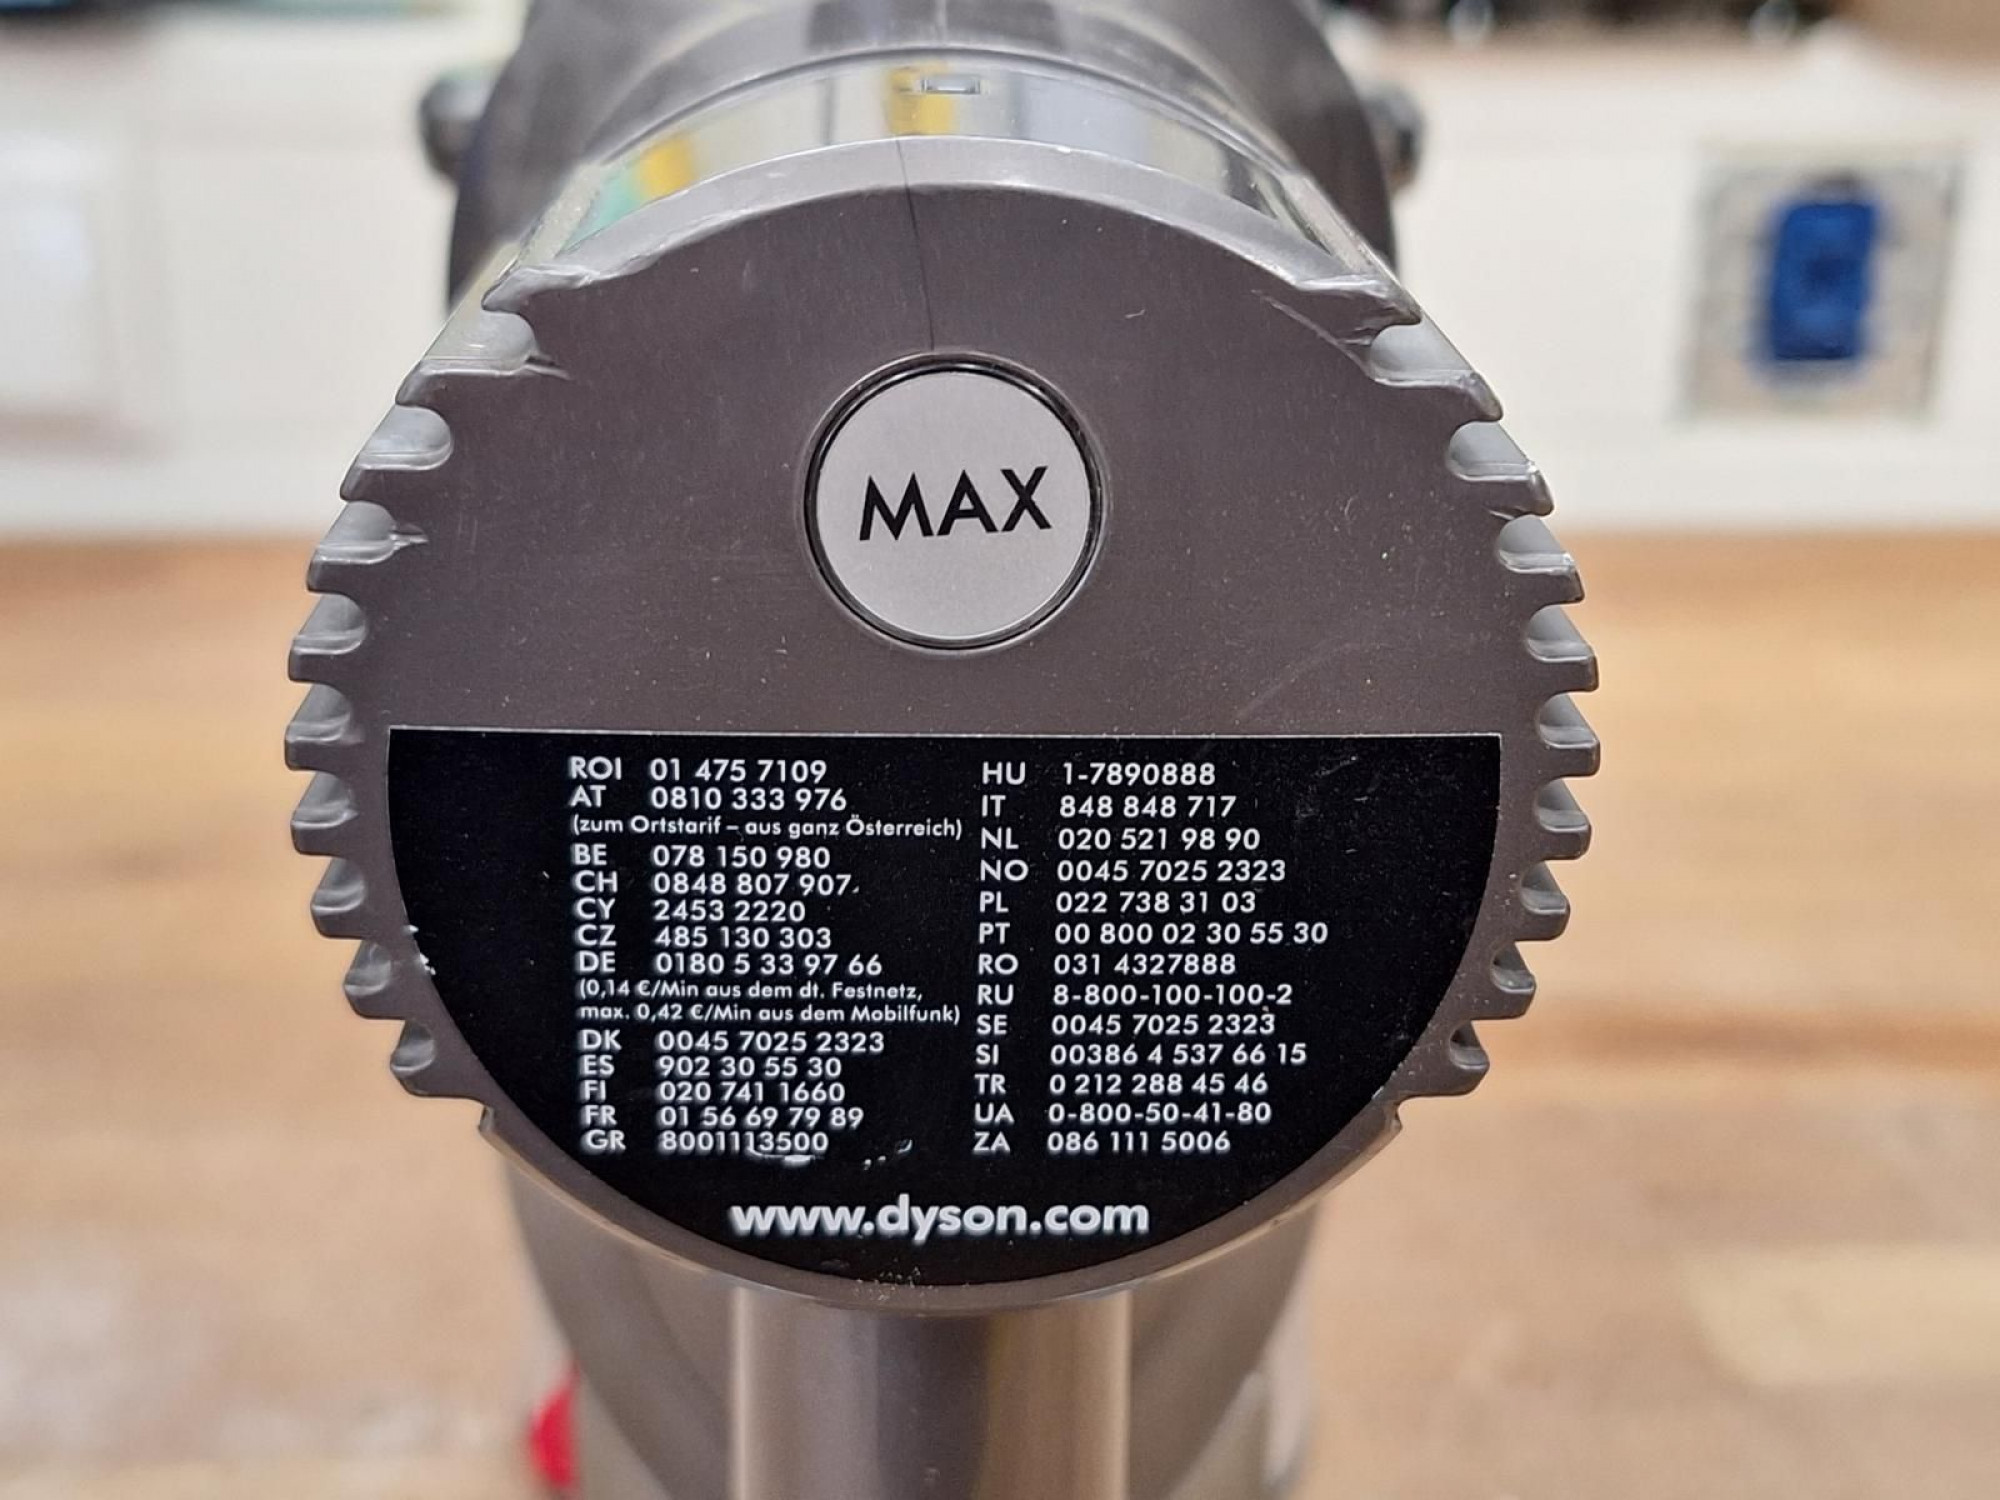 MAX
ROI 01 475 7109
AT 0810 333 976
(zum Ortstarif – aus ganz Österreich)
BE 078 150 980
CH 0848 807 907
CY 2453 2220
CZ 485 130 303
DE 0180 5 33 97 66
(0,14 €/Min aus dem dt. Festnetz,
max. 0,42 €/Min aus dem Mobilfunk)
DK 0045 7025 2323
ES 902 30 55 30
FI 020 741 1660
FR 01 56 69 79 89
GR 8001113500
HU 1-7890888
IT 848 848 717
NL 020 521 98 90
NO 0045 7025 2323
PL 022 738 31 03
PT 00 800 02 30 55 30
RO 031 4327888
RU 8-800-100-100-2
SE 0045 7025 2323
SI 00386 4 537 66 15
TR 0 212 288 45 46
UA 0-800-50-41-80
ZA 086 111 5006
www.dyson.com